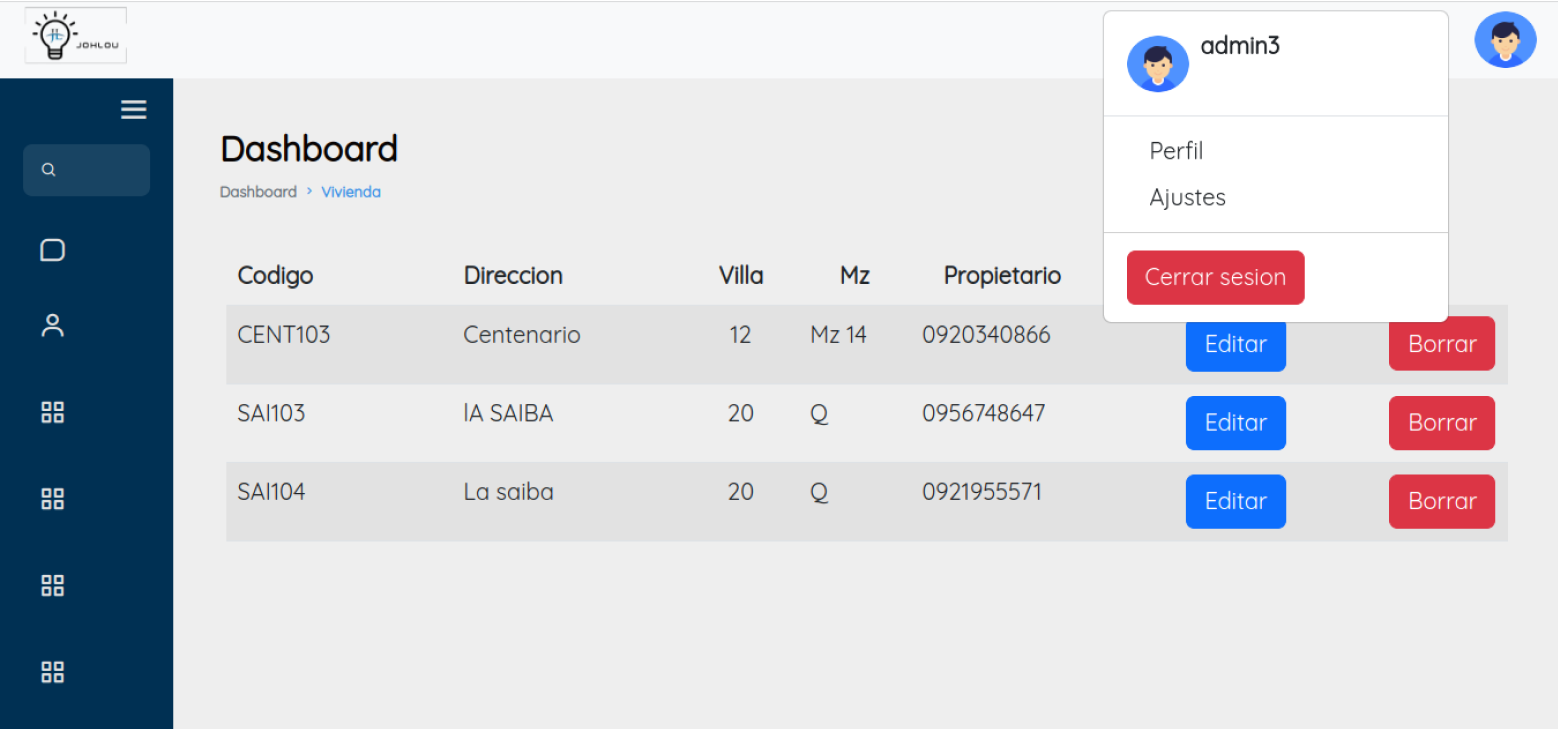 JOHLOU
admin3
Perfil
Ajustes
Cerrar sesion
Dashboard
Dashboard > Vivienda
Codigo Direccion Villa Mz Propietario
CENT103 Centenario 12 Mz 14 0920340866 Editar Borrar
SAI103 lA SAIBA 20 Q 0956748647 Editar Borrar
SAI104 La saiba 20 Q 0921955571 Editar Borrar